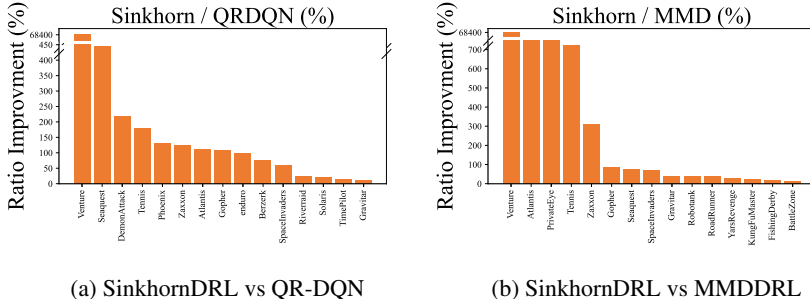 Sinkhorn / QRDQN (%)
Ratio Improvment (%)
68400
450
400
350
300
250
200
150
100
50
0
Venture
Seaquest
DemonAttack
Tennis
Phoenix
Zaxxon
Atlantis
Gopher
enduro
Berzerk
SpaceInvaders
Riverraid
Solaris
TimePilot
Gravitar
(a) SinkhornDRL vs QR-DQN
Sinkhorn / MMD (%)
Ratio Improvment (%)
68400
700
600
500
400
300
200
100
0
Venture
Atlantis
PrivateEye
Tennis
Zaxxon
Gopher
Seaquest
SpaceInvaders
Gravitar
Robotank
RoadRunner
YarsRevenge
KungFuMaster
FishingDerby
BattleZone
(b) SinkhornDRL vs MMDDRL